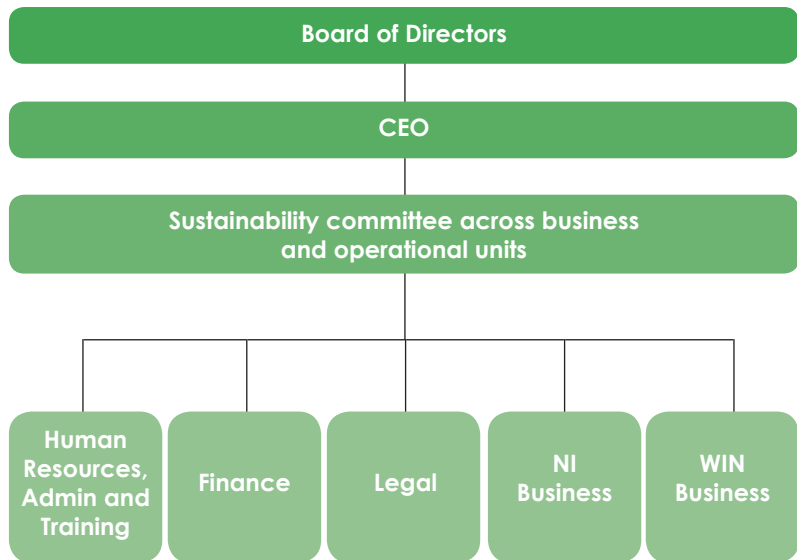 Board of Directors
CEO
Sustainability committee across business
and operational units
Human
Resources,
Admin and
Training
Finance
Legal
NI
Business
WIN
Business